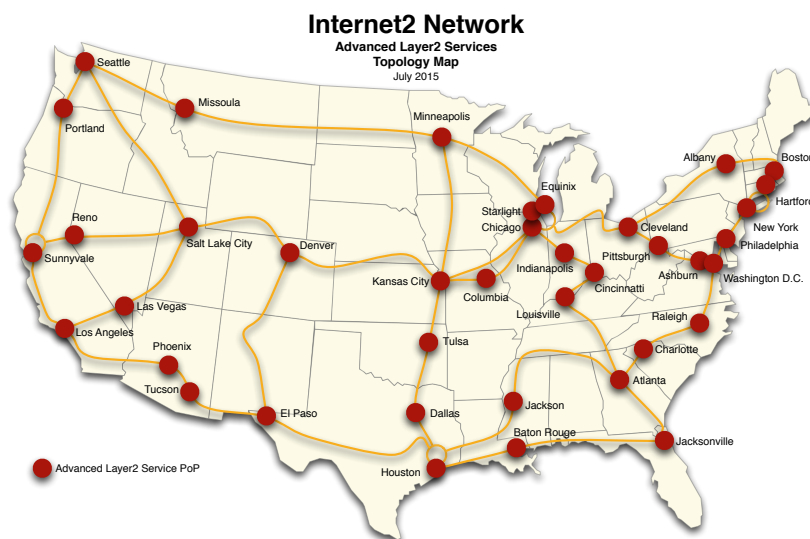 Internet2 Network
Advanced Layer2 Services
Topology Map
July 2015
Seattle
Missoula
Portland
Minneapolis
Albany
Boston
Equinix
Hartford
Starlight
Reno
Chicago
Cleveland
New York
Salt Lake City
Denver
Philadelphia
Sunnyvale
Pittsburgh
Indianapolis
Ashburn
Washington D.C.
Kansas City
Cincinnatti
Columbia
Las Vegas
Louisville
Raleigh
Los Angeles
Tulsa
Phoenix
Charlotte
Atlanta
Tucson
Jackson
El Paso
Dallas
Baton Rouge
Jacksonville
Advanced Layer2 Service PoP
Houston